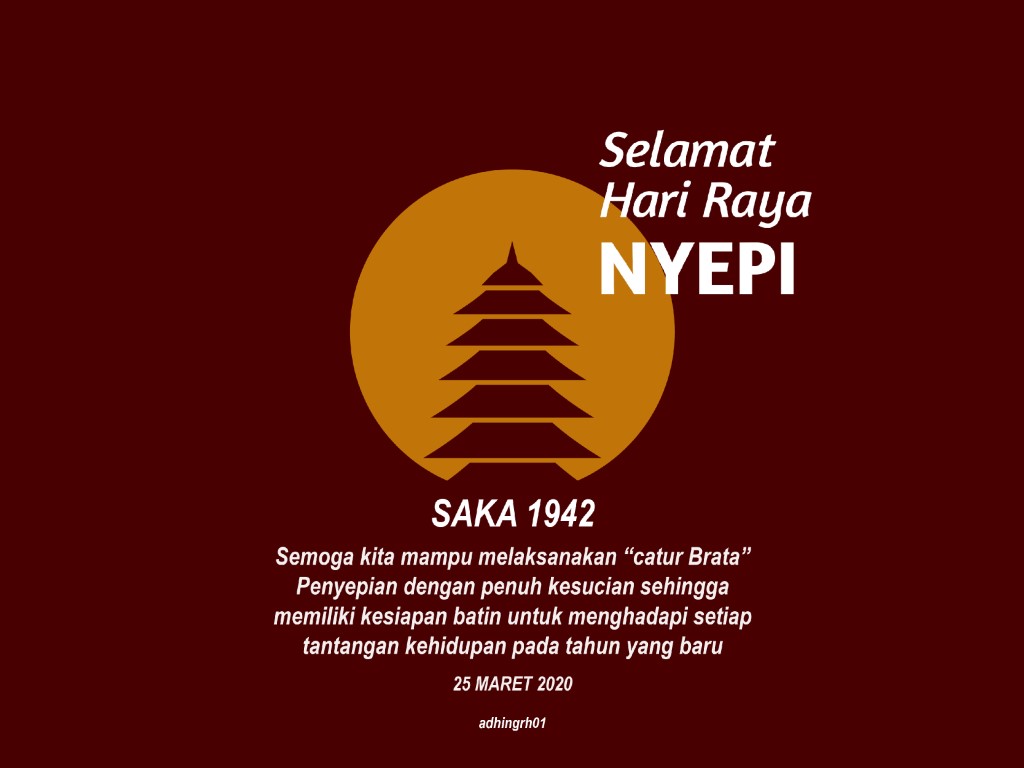 Selamat
Hari Raya
NYEPI
SAKA 1942
Semoga kita mampu melaksanakan “catur Brata”
Penyepian dengan penuh kesucian sehingga
memiliki kesiapan batin untuk menghadapi setiap
tantangan kehidupan pada tahun yang baru
25 MARET 2020
adhingrh01